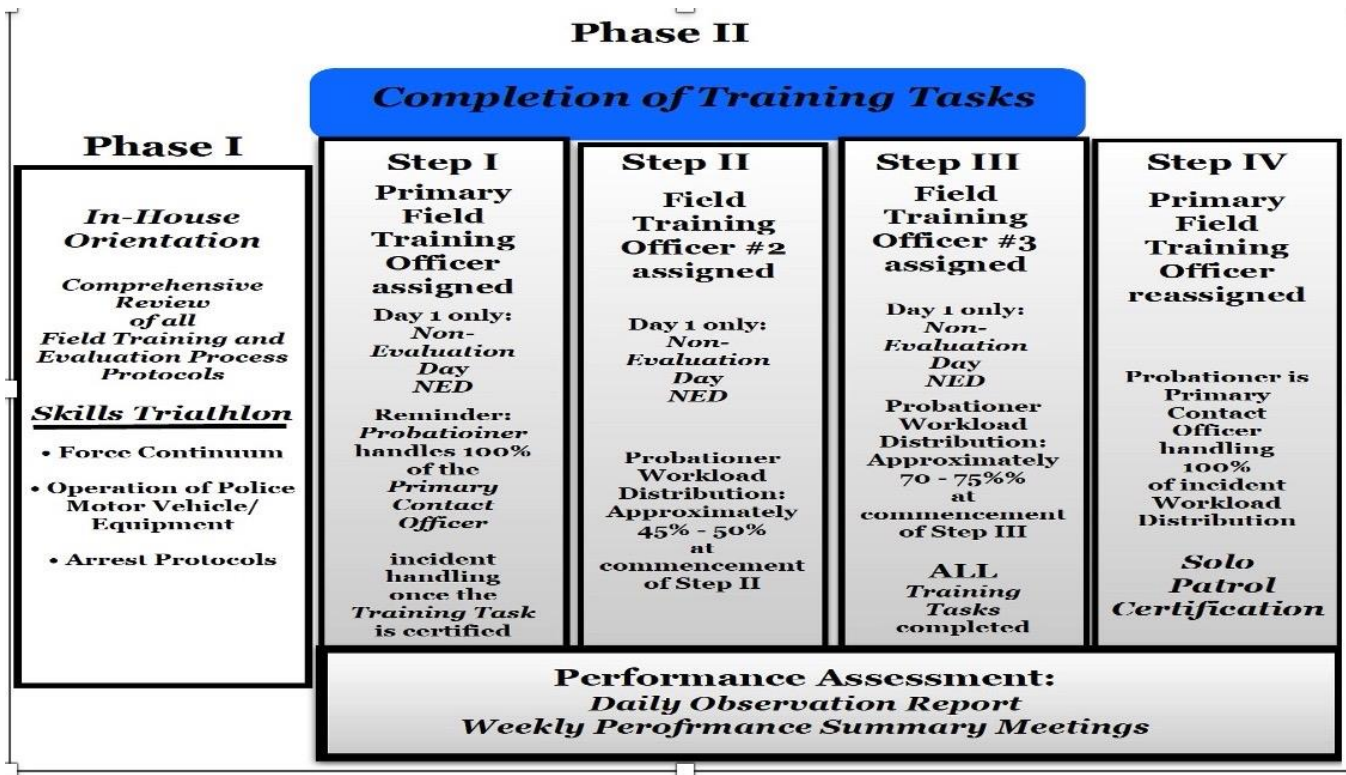 Phase II
Completion of Training Tasks
Phase I
In-House
Orientation
Comprehensive
Review
of all
Field Training and
Evaluation Process
Protocols
Skills Triathlon
• Force Continuum
• Operation of Police
Motor Vehicle/
Equipment
• Arrest Protocols
Step I
Primary
Field
Training
Officer
assigned
Day 1 only:
Non-
Evaluation
Day
NED
Reminder:
Probatioiner
handles 100%
of the
Primary
Contact
Officer
incident
handling
once the
Training Task
is certified
Step II
Field
Training
Officer #2
assigned
Day 1 only:
Non-
Evaluation
Day
NED
Probationer
Workload
Distribution:
Approximately
45% - 50%
at
commencement
of Step II
Step III
Field
Training
Officer #3
assigned
Day 1 only:
Non-
Evaluation
Day
NED
Probationer
Workload
Distribution:
Approximately
70 - 75%%
at
commencement
of Step III
ALL
Training
Tasks
completed
Step IV
Primary
Field
Training
Officer
reassigned
Probationer is
Primary
Contact
Officer
handling
100%
of incident
Workload
Distribution
Solo
Patrol
Certification
Performance Assessment:
Daily Observation Report
Weekly Perofrmance Summary Meetings